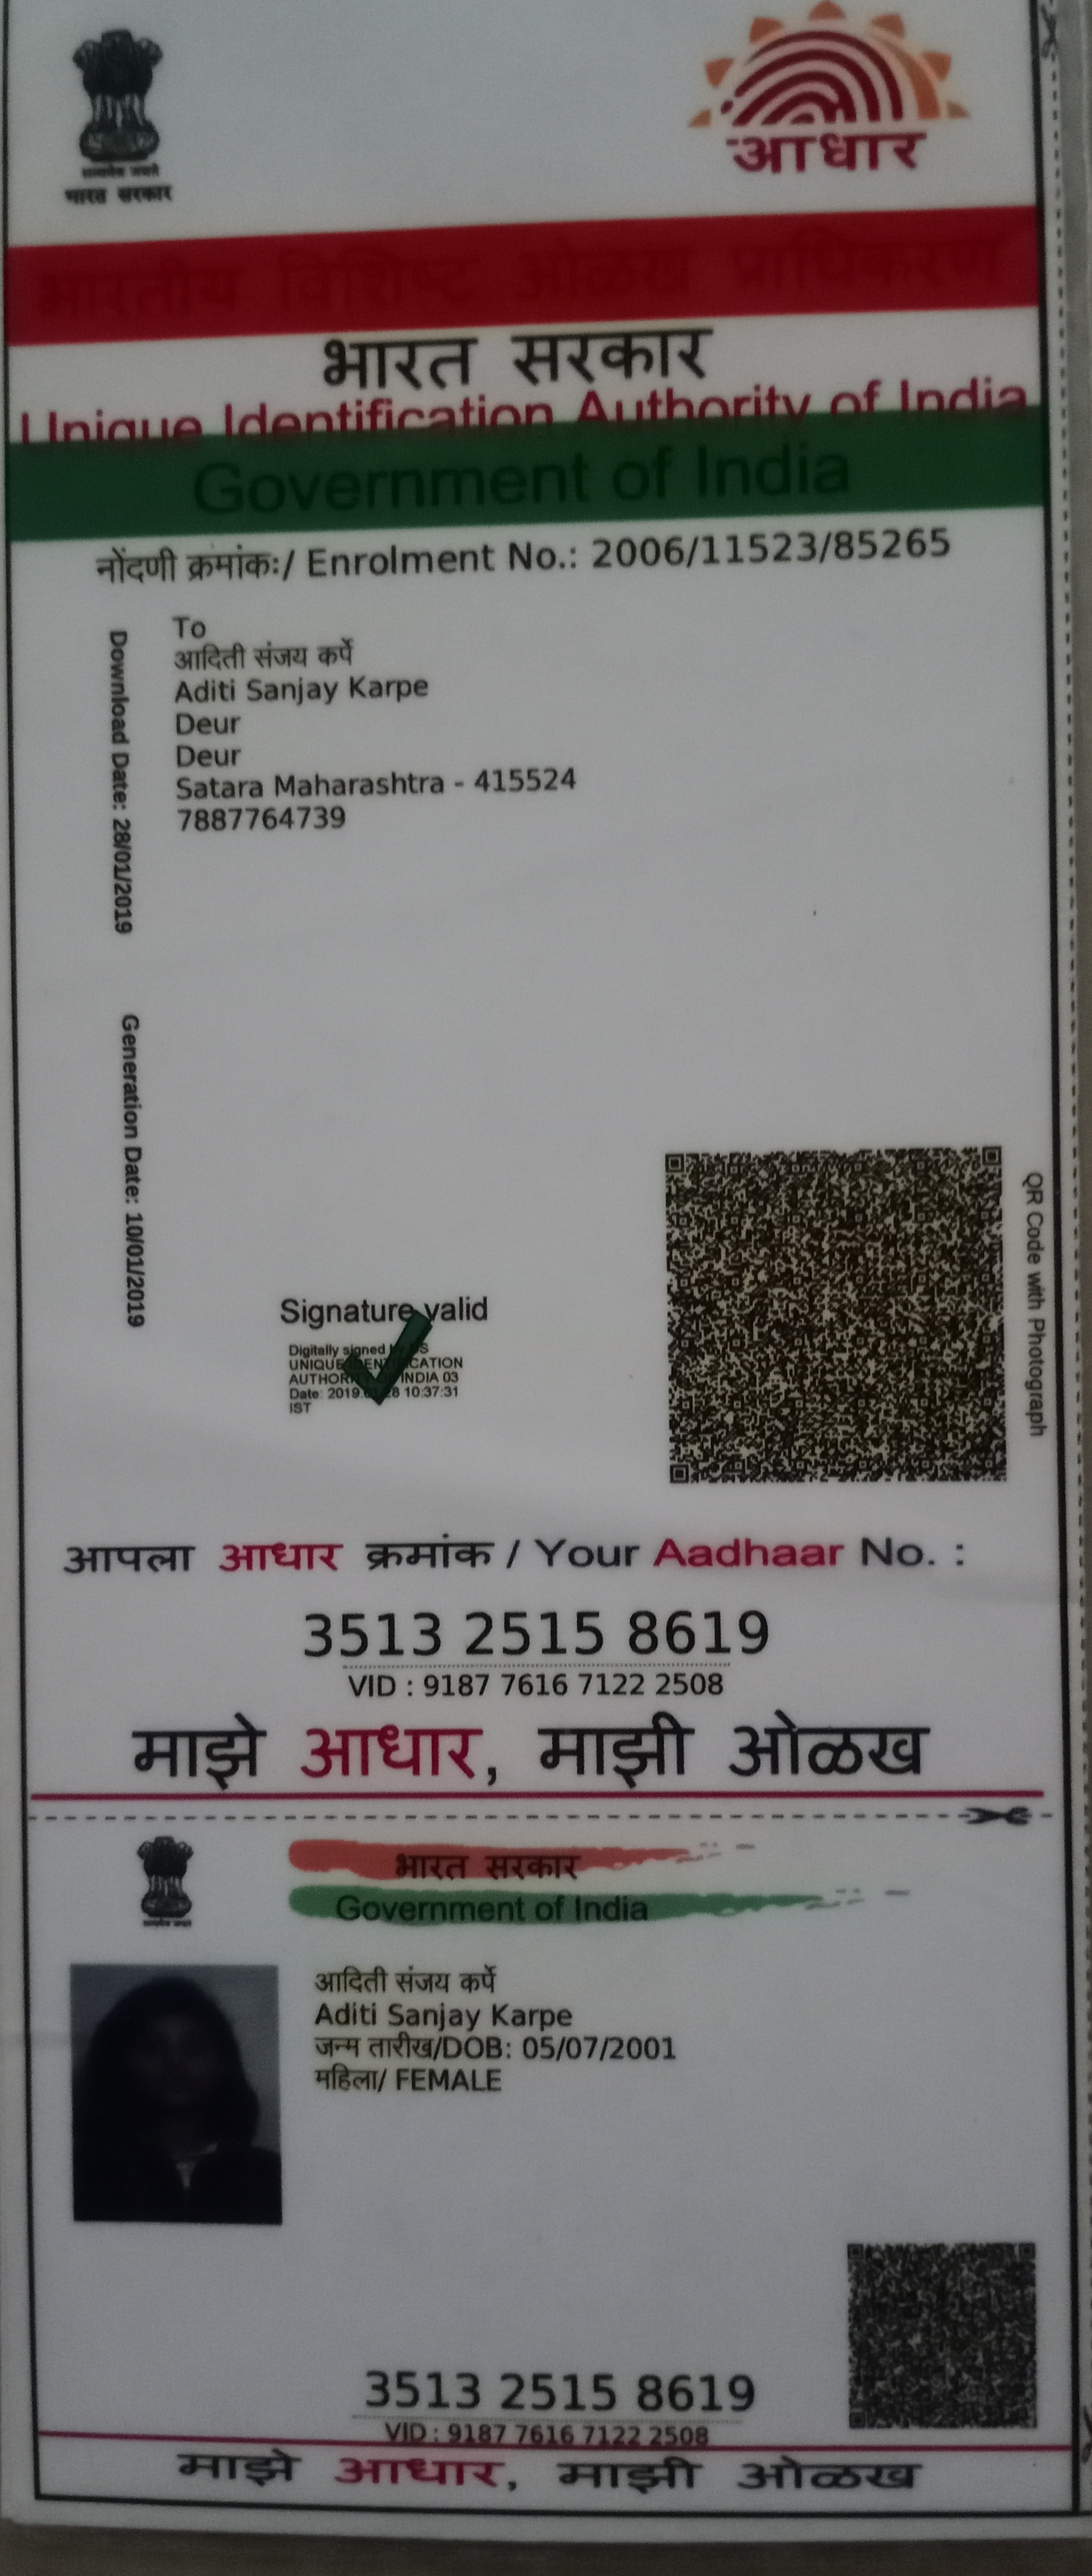 सत्यमेव जयते
भारत सरकार
आधार
भारतीय विशिष्ट ओळख प्राधिकरण
भारत सरकार
Unique Identification Authority of India
Government of India
नोंदणी क्रमांकः/ Enrolment No.: 2006/11523/85265
To
आदिती संजय कर्पे
Aditi Sanjay Karpe
Deur
Deur
Satara Maharashtra - 415524
7887764739
Download Date: 28/01/2019
Generation Date: 10/01/2019
QR Code with Photograph
Signature valid
Digitally signed by DS
UNIQUE IDENTIFICATION
AUTHORITY OF INDIA 03
Date: 2019.01.28 10:37:31
IST
आपला आधार क्रमांक / Your Aadhaar No. :
3513 2515 8619
VID : 9187 7616 7122 2508
माझे आधार, माझी ओळख
भारत सरकार
Government of India
आदिती संजय कर्पे
Aditi Sanjay Karpe
जन्म तारीख/DOB: 05/07/2001
महिला/ FEMALE
3513 2515 8619
VID : 9187 7616 7122 2508
माझे आधार, माझी ओळख